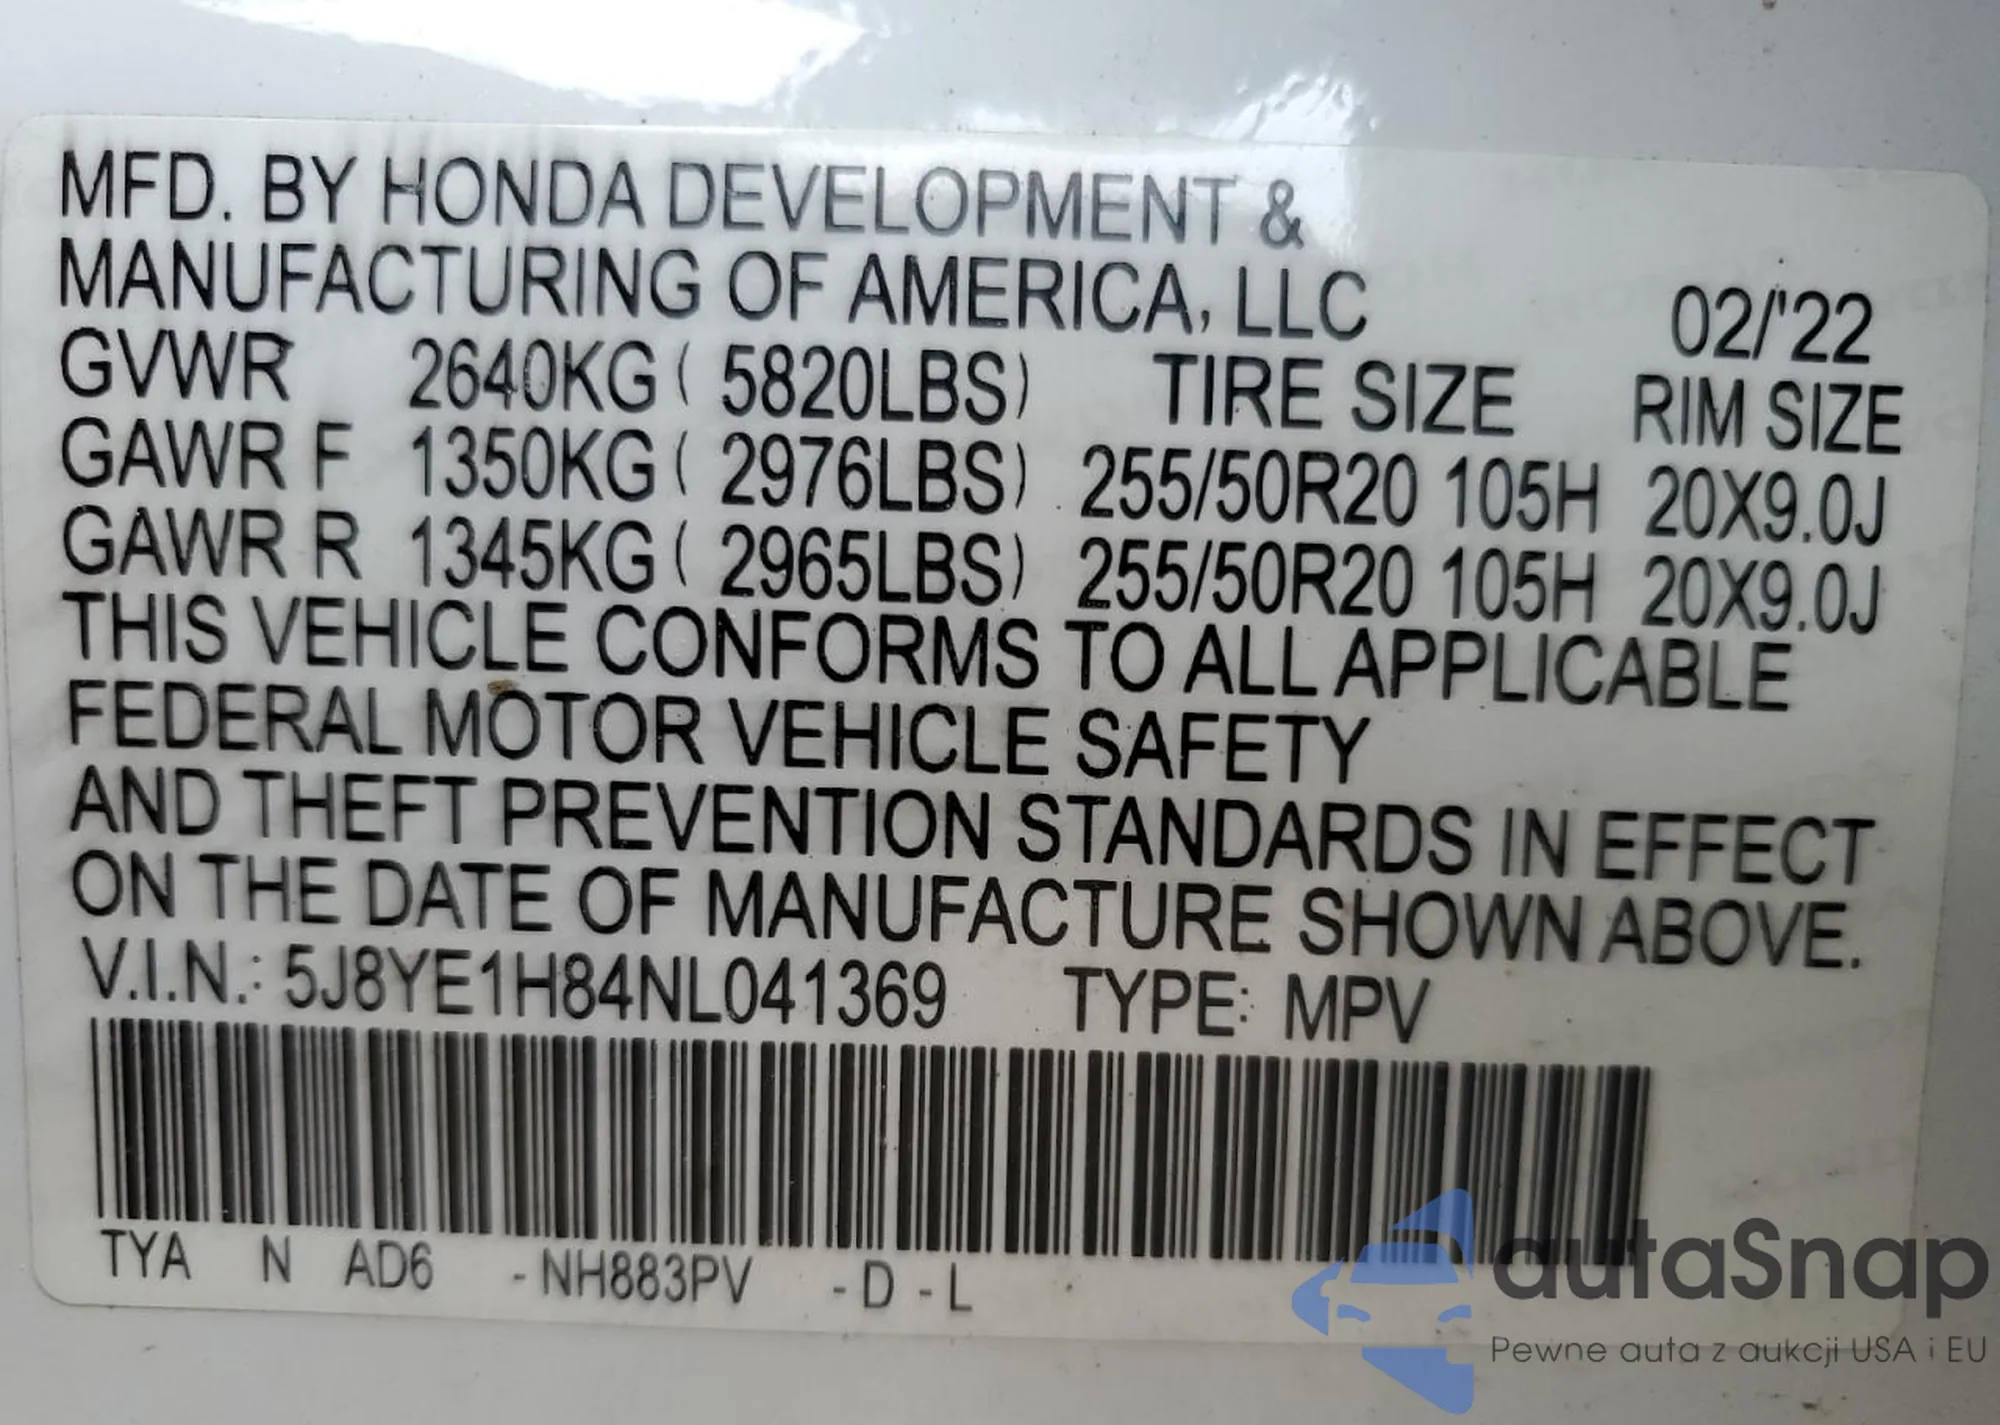 MFD. BY HONDA DEVELOPMENT &
MANUFACTURING OF AMERICA, LLC 02/'22
GVWR 2640KG ( 5820LBS) TIRE SIZE RIM SIZE
GAWR F 1350KG ( 2976LBS) 255/50R20 105H 20X9.0J
GAWR R 1345KG ( 2965LBS) 255/50R20 105H 20X9.0J
THIS VEHICLE CONFORMS TO ALL APPLICABLE
FEDERAL MOTOR VEHICLE SAFETY
AND THEFT PREVENTION STANDARDS IN EFFECT
ON THE DATE OF MANUFACTURE SHOWN ABOVE.
V.I.N.: 5J8YE1H84NL041369 TYPE: MPV
TYA N AD6 -NH883PV -D-L
autaSnap
Pewne auta z aukcji USA i EU